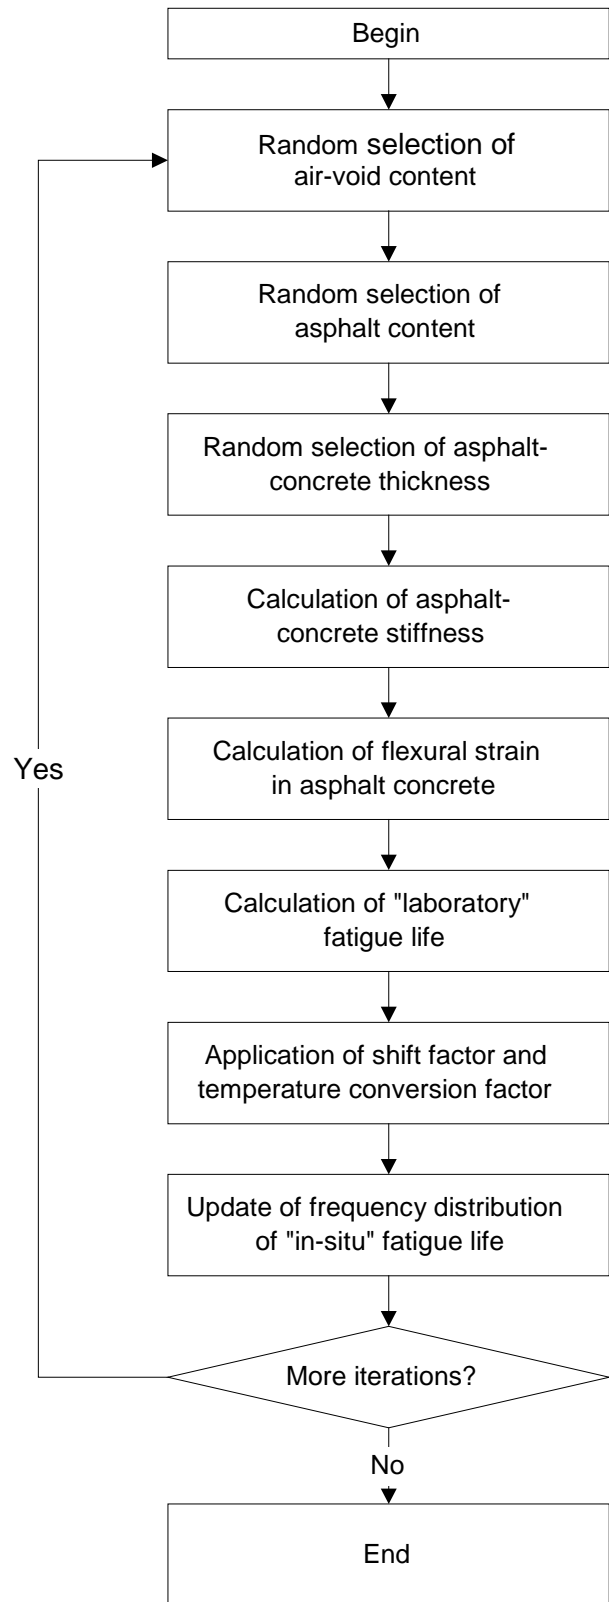 Begin
Random selection of
air-void content
Random selection of
asphalt content
Random selection of asphalt-
concrete thickness
Calculation of asphalt-
concrete stiffness
Calculation of flexural strain
in asphalt concrete
Yes
Calculation of "laboratory"
fatigue life
Application of shift factor and
temperature conversion factor
Update of frequency distribution
of "in-situ" fatigue life
More iterations?
No
End